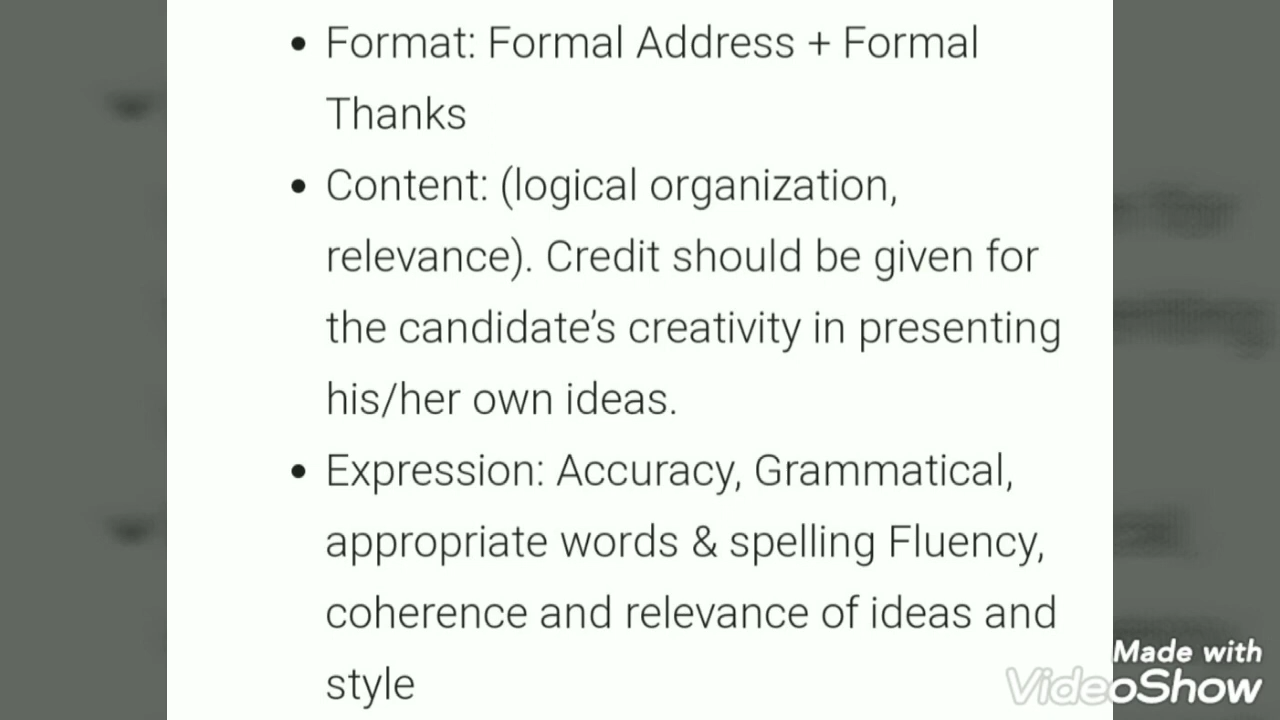 • Format: Formal Address + Formal
Thanks
• Content: (logical organization,
relevance). Credit should be given for
the candidate's creativity in presenting
his/her own ideas.
• Expression: Accuracy, Grammatical,
appropriate words & spelling Fluency,
coherence and relevance of ideas and
style
Made with
VideoShow